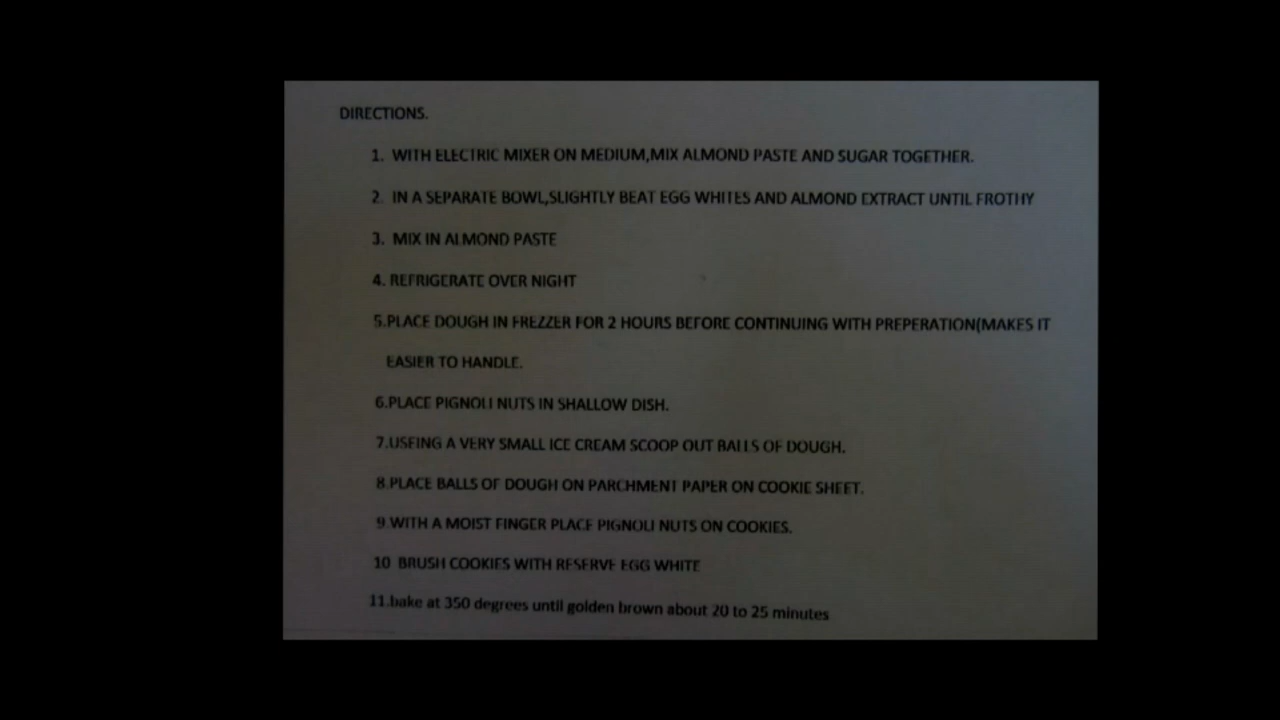 DIRECTIONS.
1. WITH ELECTRIC MIXER ON MEDIUM,MIX ALMOND PASTE AND SUGAR TOGETHER.
2. IN A SEPARATE BOWL,SLIGHTLY BEAT EGG WHITES AND ALMOND EXTRACT UNTIL FROTHY
3. MIX IN ALMOND PASTE
4. REFRIGERATE OVER NIGHT
5.PLACE DOUGH IN FREZZER FOR 2 HOURS BEFORE CONTINUING WITH PREPERATION(MAKES IT
EASIER TO HANDLE.
6.PLACE PIGNOLI NUTS IN SHALLOW DISH.
7.USEING A VERY SMALL ICE CREAM SCOOP OUT BALLS OF DOUGH.
8.PLACE BALLS OF DOUGH ON PARCHMENT PAPER ON COOKIE SHEET.
9.WITH A MOIST FINGER PLACE PIGNOLI NUTS ON COOKIES.
10 BRUSH COOKIES WITH RESERVE EGG WHITE
11.bake at 350 degrees until golden brown about 20 to 25 minutes